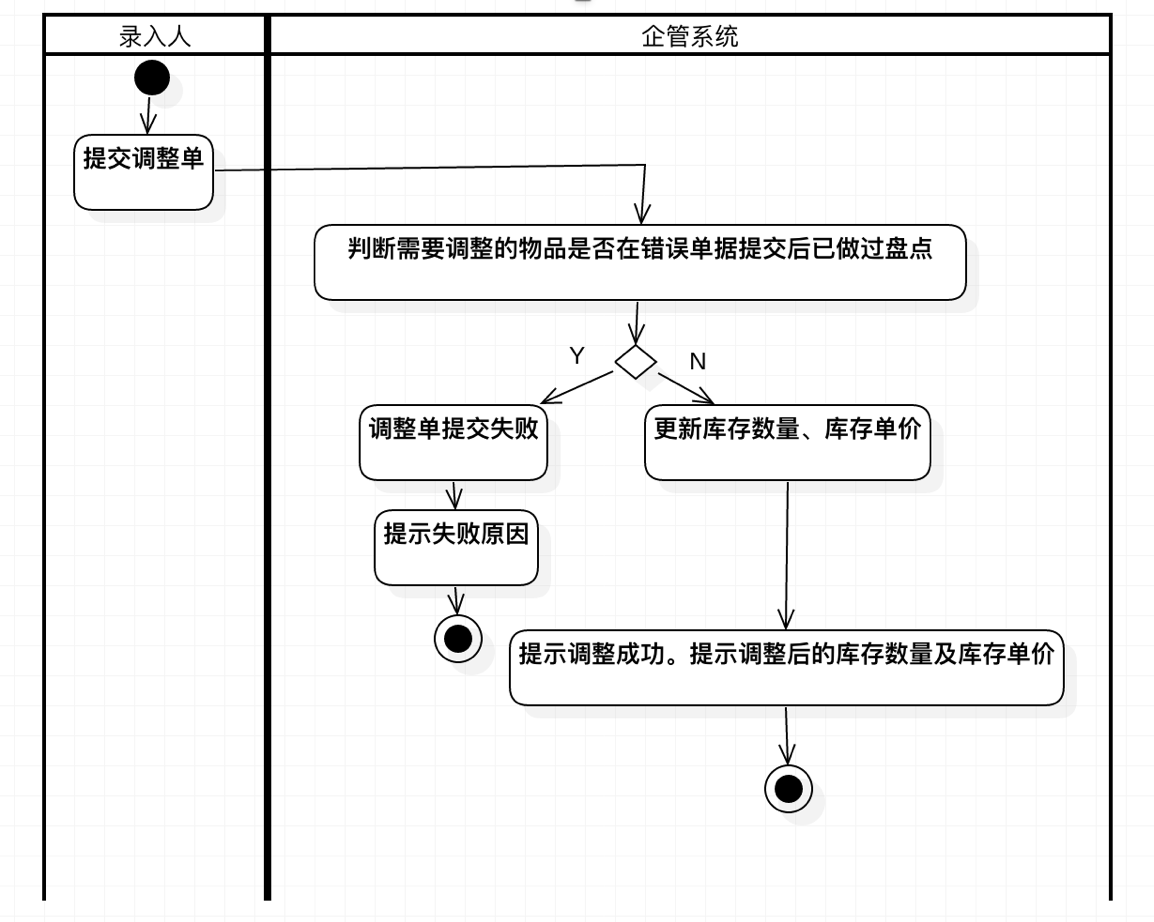 录入人
企管系统
提交调整单
判断需要调整的物品是否在错误单据提交后已做过盘点
Y
N
调整单提交失败
更新库存数量、库存单价
提示失败原因
提示调整成功。提示调整后的库存数量及库存单价